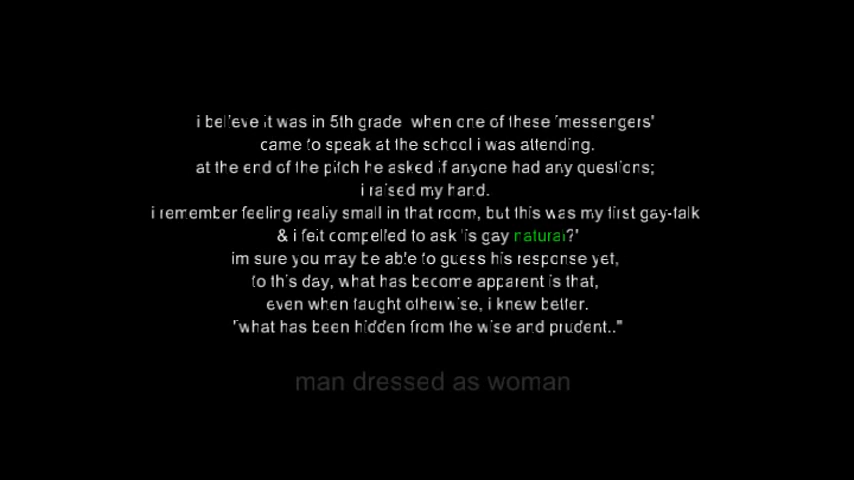 i believe it was in 5th grade when one of these 'messengers'
came to speak at the school i was attending.
at the end of the pitch he asked if anyone had any questions;
i raised my hand.
i remember feeling really small in that room, but this was my first gay-talk
& i felt compelled to ask 'is gay natural?'
im sure you may be able to guess his response yet,
to this day, what has become apparent is that,
even when taught otherwise, i knew better.
"what has been hidden from the wise and prudent.."
man dressed as woman